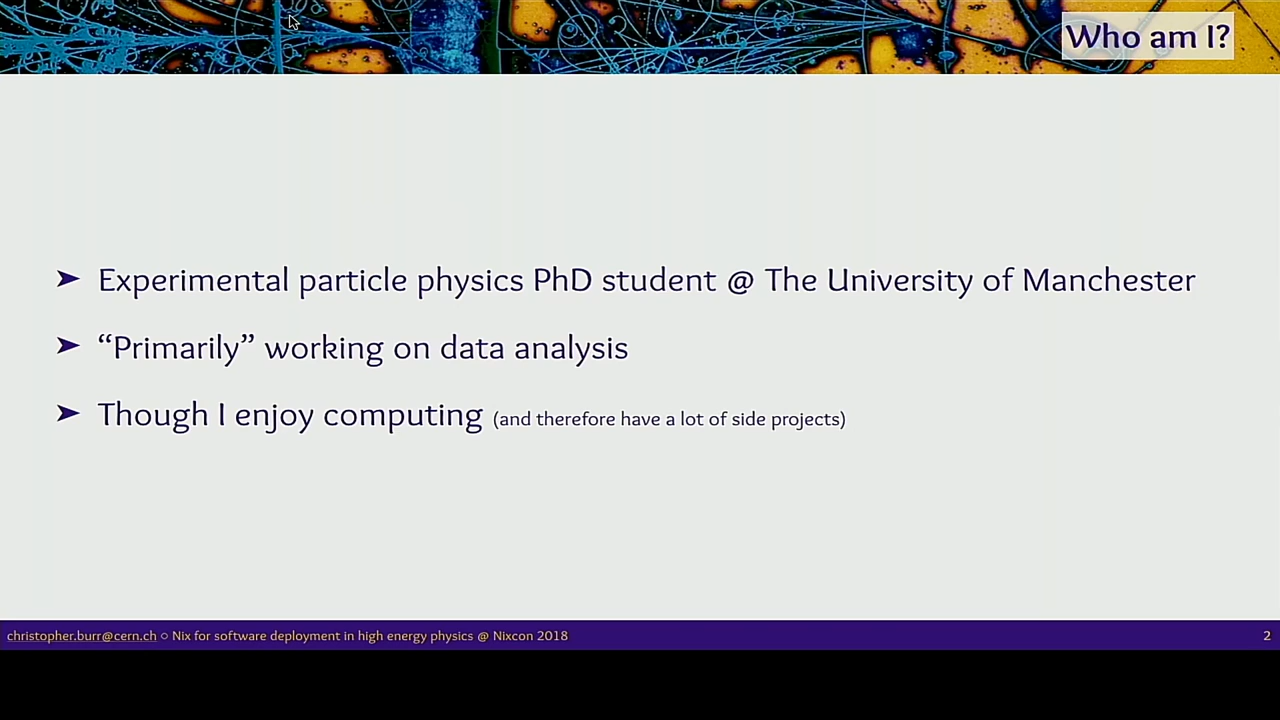 Who am I?
➤ Experimental particle physics PhD student @ The University of Manchester
➤ “Primarily” working on data analysis
➤ Though I enjoy computing (and therefore have a lot of side projects)
christopher.burr@cern.ch ○ Nix for software deployment in high energy physics @ Nixcon 2018
2